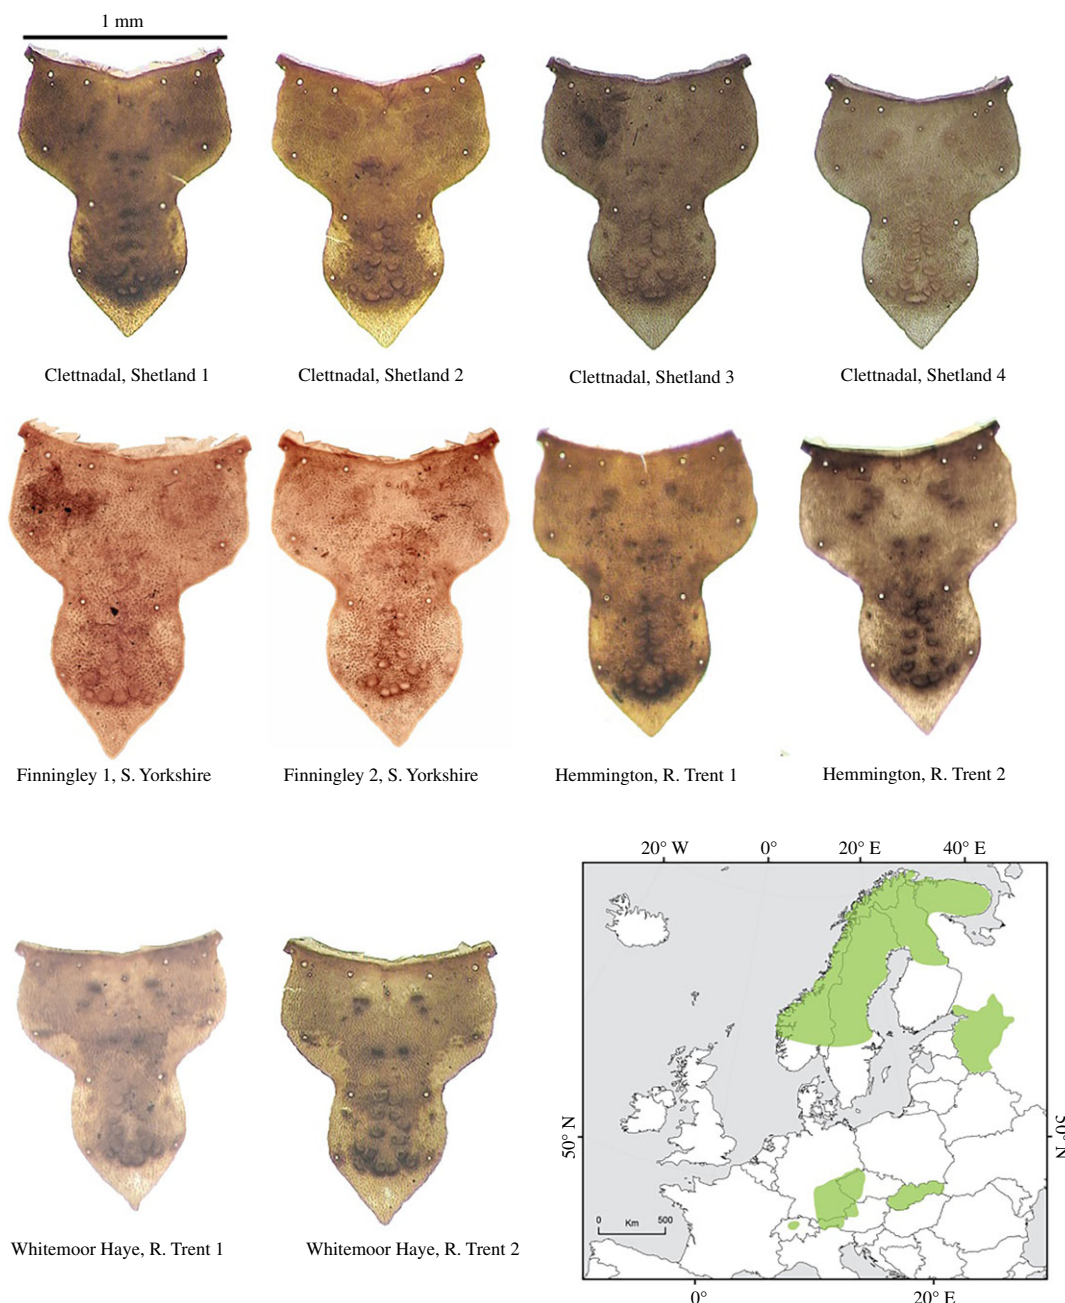 1 mm
Clettnadal, Shetland 1
Clettnadal, Shetland 2
Clettnadal, Shetland 3
Clettnadal, Shetland 4
Finningley 1, S. Yorkshire
Finningley 2, S. Yorkshire
Hemmington, R. Trent 1
Hemmington, R. Trent 2
Whitemoor Haye, R. Trent 1
Whitemoor Haye, R. Trent 2
20° W
0°
20° E
40° E
50° N
50° N
0
Km
500
0°
20° E